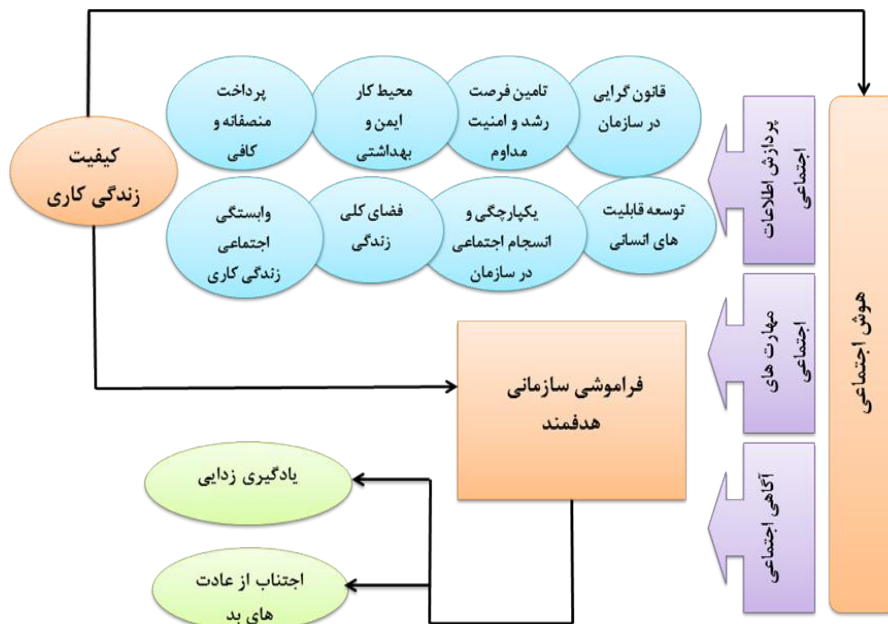 هوش اجتماعی
پردازش اطلاعات
اجتماعی
مهارت های
اجتماعی
آگاهی اجتماعی
قانون گرایی
در سازمان
تامین فرصت
رشد و امنیت
مداوم
محیط کار
ایمن و
بهداشتی
پرداخت
منصفانه و
کافی
توسعه قابلیت
های انسانی
یکپارچگی و
انسجام اجتماعی
در سازمان
فضای کلی
زندگی
وابستگی
اجتماعی
زندگی کاری
کیفیت
زندگی کاری
فراموشی سازمانی
هدفمند
یادگیری زدایی
اجتناب از عادت
های بد